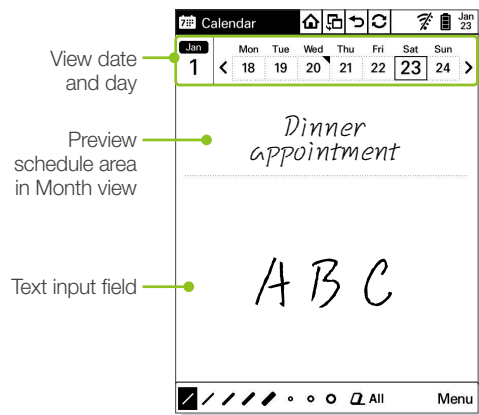 Calendar
Jan
23
View date
and day
Jan
1
Mon Tue Wed Thu Fri Sat Sun
18 19 20 21 22 23 24
Preview
schedule area
in Month view
Dinner
appointment
Text input field
A B C
All
Menu